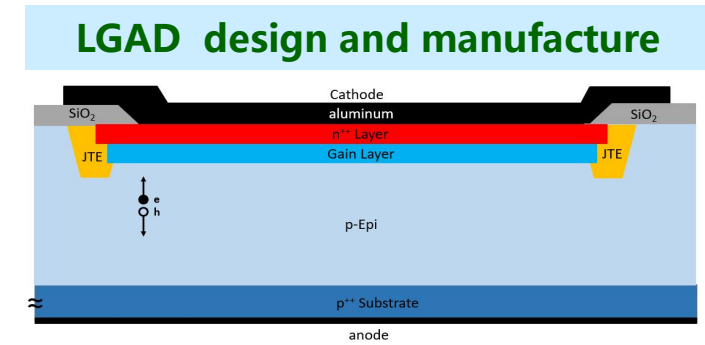 LGAD design and manufacture
Cathode
SiO₂ aluminum SiO₂
n⁺⁺ Layer
JTE Gain Layer JTE
e
h
p-Epi
≈ p⁺⁺ Substrate
anode